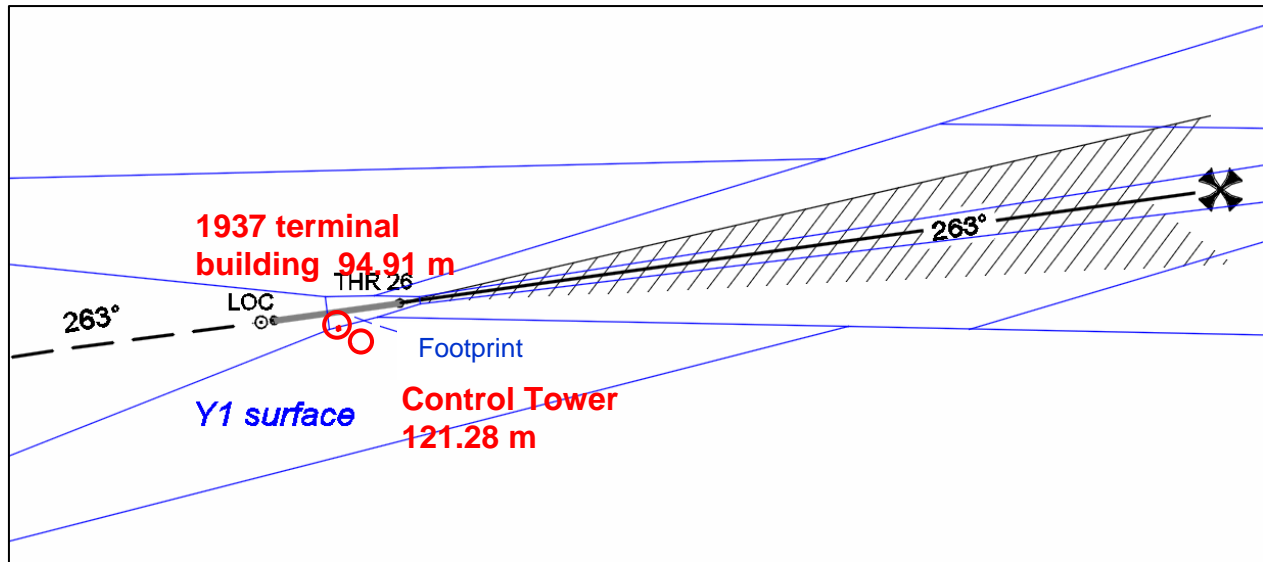 1937 terminal
building 94.91 m
THR 26
LOC
263°
263°
Footprint
Control Tower
121.28 m
Y1 surface